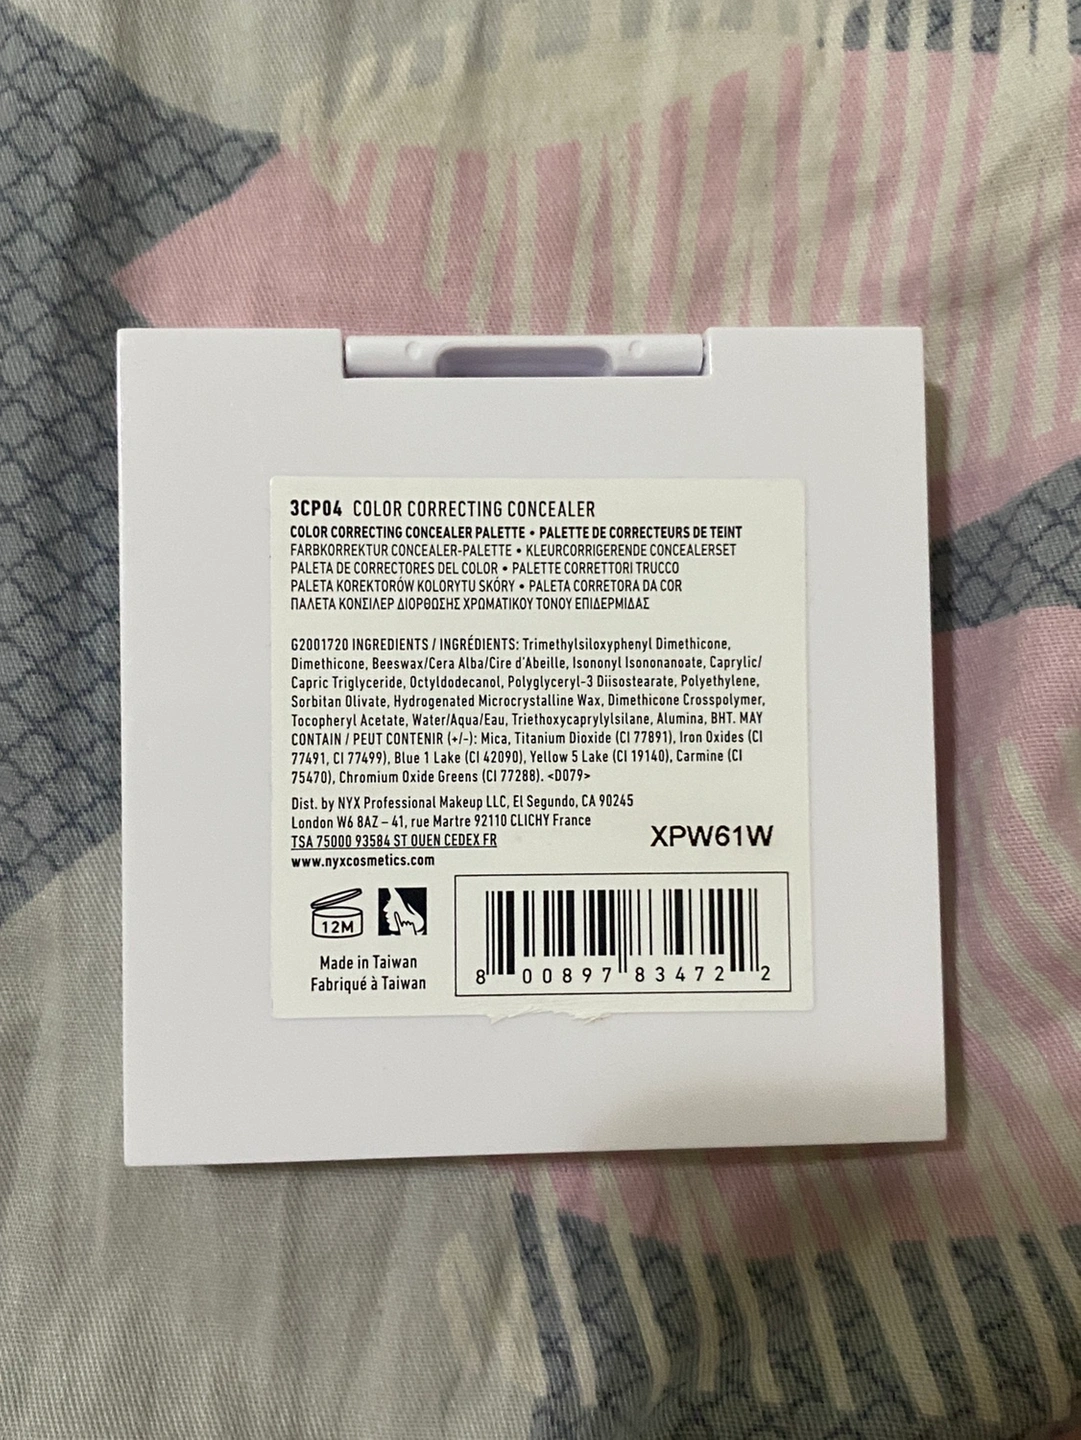 3CP04 COLOR CORRECTING CONCEALER
COLOR CORRECTING CONCEALER PALETTE • PALETTE DE CORRECTEURS DE TEINT
FARBKORREKTUR CONCEALER-PALETTE • KLEURCORRIGERENDE CONCEALERSET
PALETA DE CORRECTORES DEL COLOR • PALETTE CORRETTORI TRUCCO
PALETA KOREKTORÓW KOLORYTU SKÓRY • PALETA CORRETORA DA COR
ΠΑΛΕΤΑ ΚΟΝΣΙΛΕΡ ΔΙΟΡΘΩΣΗΣ ΧΡΩΜΑΤΙΚΟΥ ΤΟΝΟΥ ΕΠΙΔΕΡΜΙΔΑΣ
G2001720 INGREDIENTS / INGRÉDIENTS: Trimethylsiloxyphenyl Dimethicone,
Dimethicone, Beeswax/Cera Alba/Cire d'Abeille, Isononyl Isononanoate, Caprylic/
Capric Triglyceride, Octyldodecanol, Polyglyceryl-3 Diisostearate, Polyethylene,
Sorbitan Olivate, Hydrogenated Microcrystalline Wax, Dimethicone Crosspolymer,
Tocopheryl Acetate, Water/Aqua/Eau, Triethoxycaprylylsilane, Alumina, BHT. MAY
CONTAIN / PEUT CONTENIR (+/-): Mica, Titanium Dioxide (CI 77891), Iron Oxides (CI
77491, CI 77499), Blue 1 Lake (CI 42090), Yellow 5 Lake (CI 19140), Carmine (CI
75470), Chromium Oxide Greens (CI 77288). <D079>
Dist. by NYX Professional Makeup LLC, El Segundo, CA 90245
London W6 8AZ – 41, rue Martre 92110 CLICHY France
TSA 75000 93584 ST OUEN CEDEX FR
www.nyxcosmetics.com
XPW61W
12M
Made in Taiwan
Fabriqué à Taiwan
8 00897 83472 2